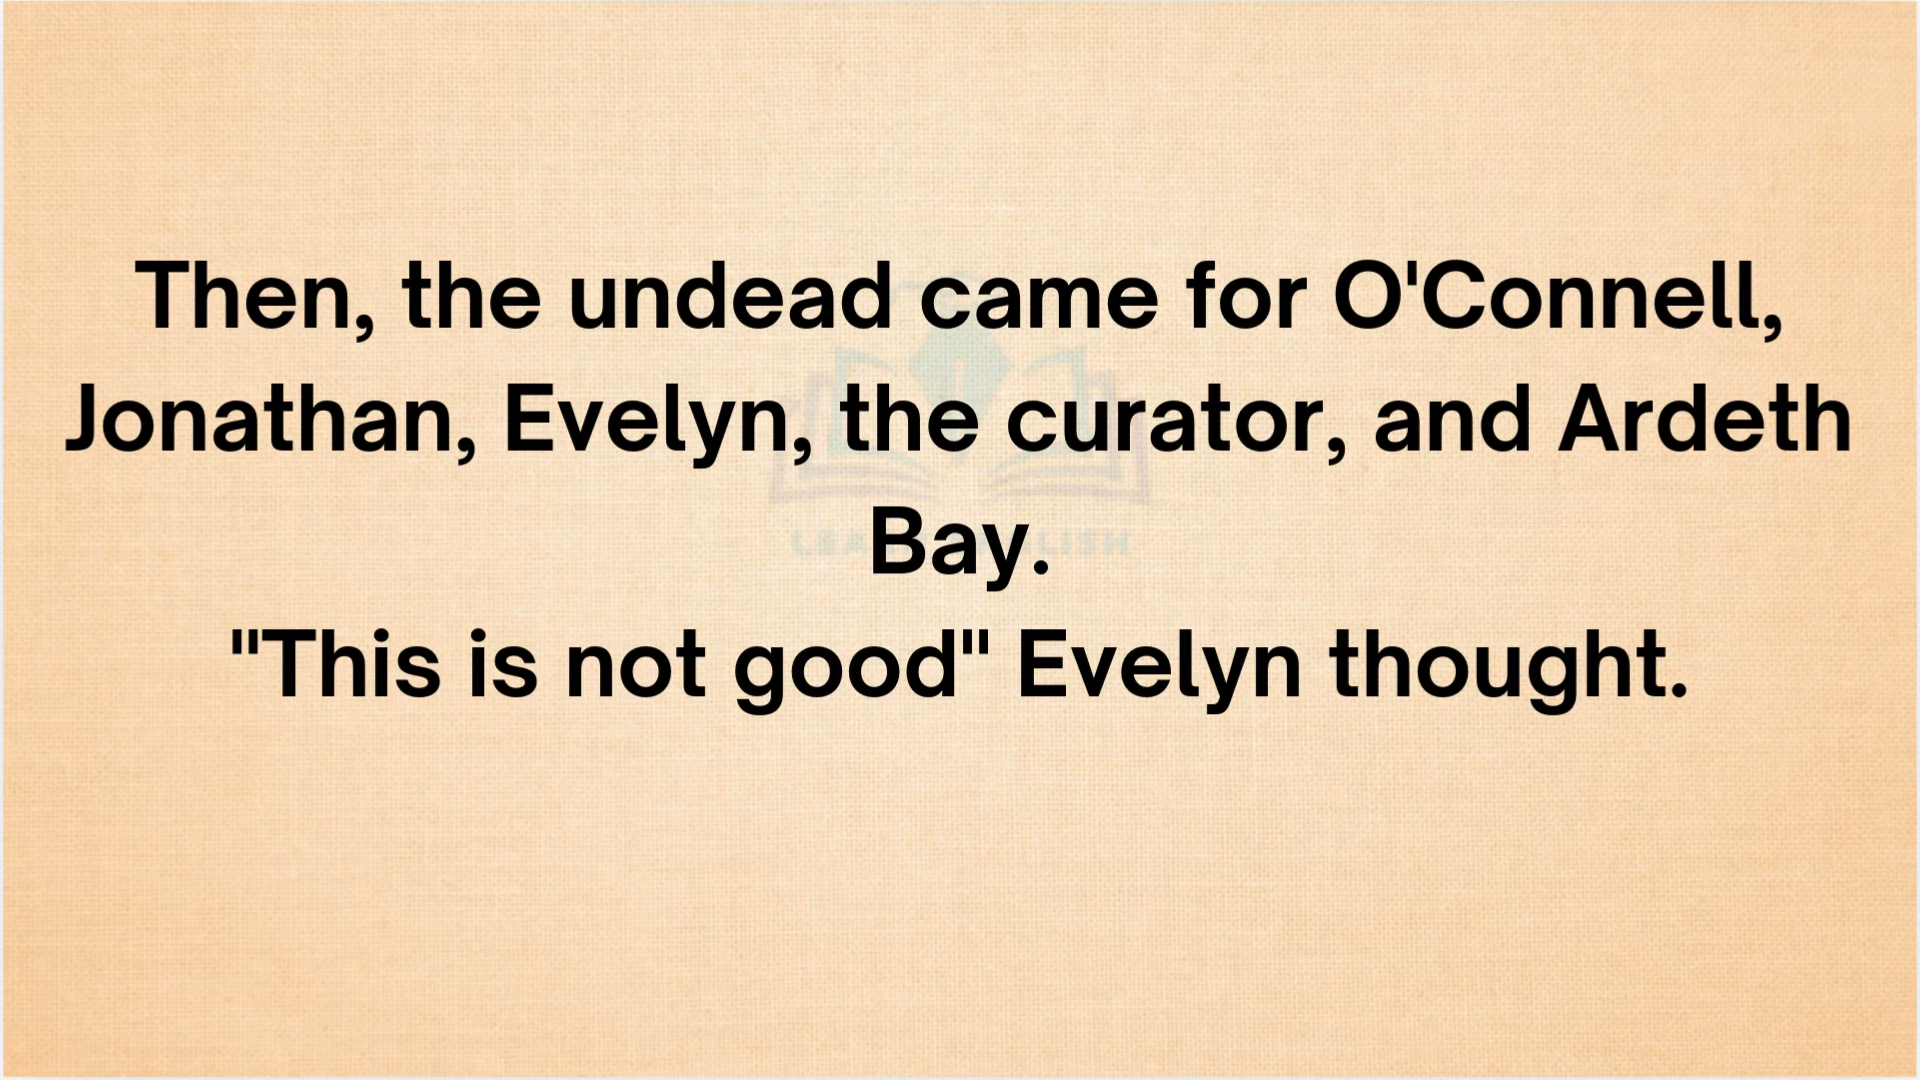 Then, the undead came for O'Connell,
Jonathan, Evelyn, the curator, and Ardeth
Bay.
"This is not good" Evelyn thought.